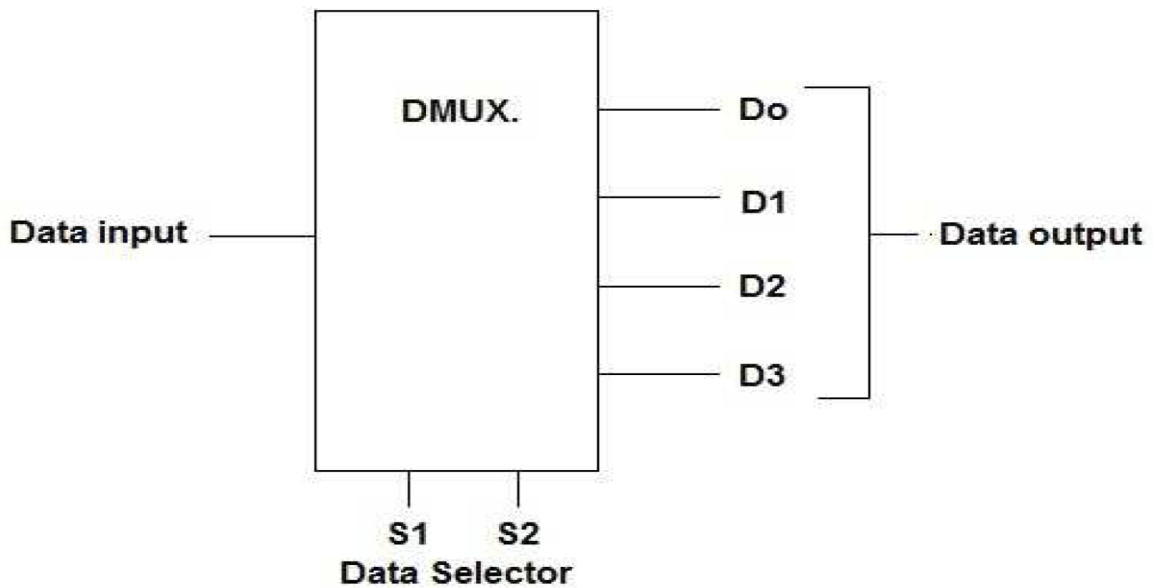 DMUX.
Do
D1
Data input
Data output
D2
D3
S1 S2
Data Selector